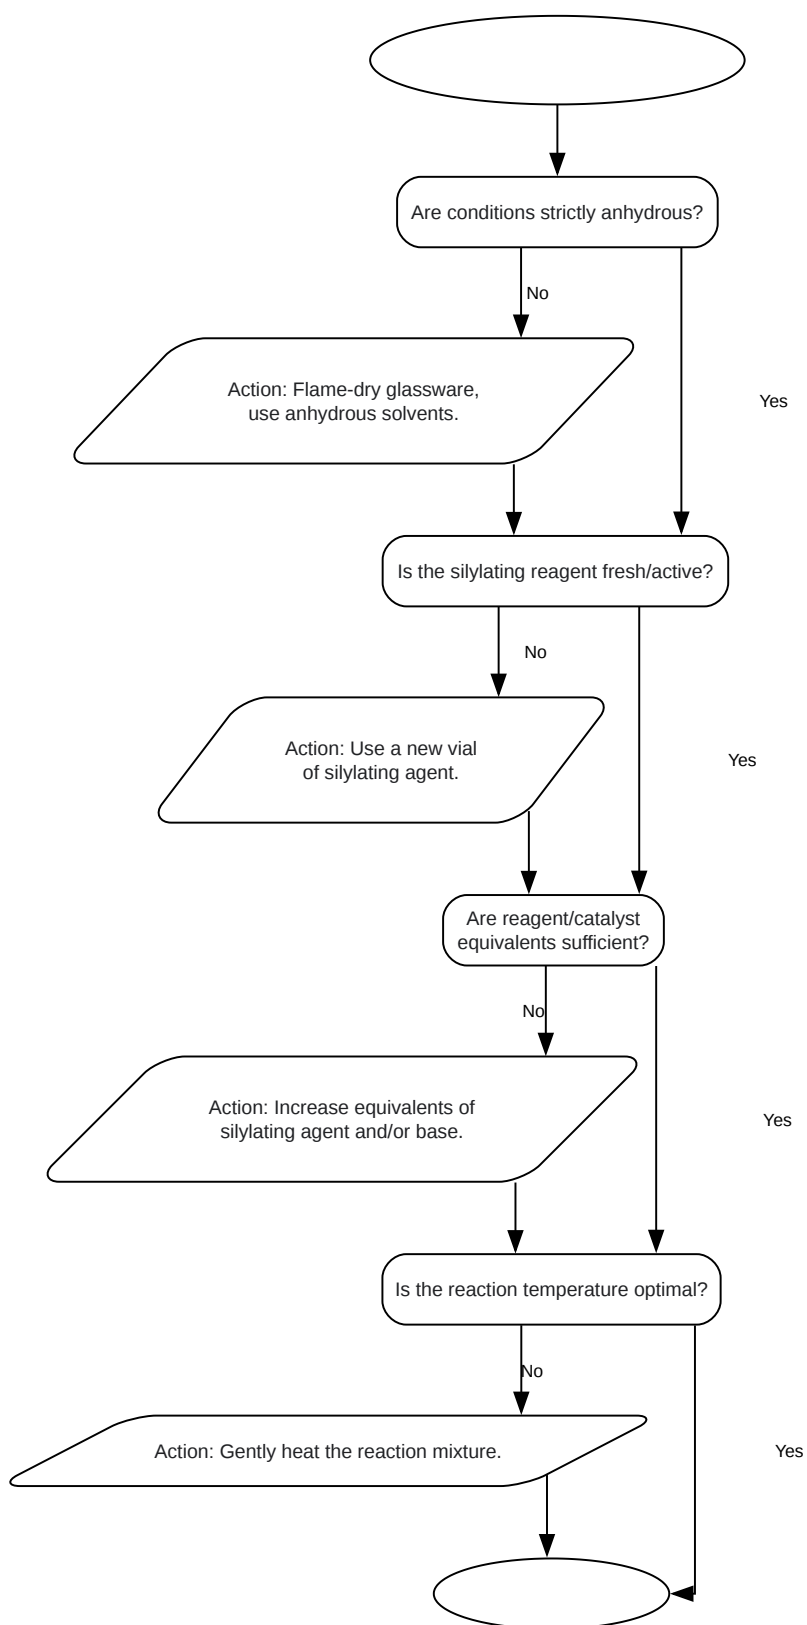 Are conditions strictly anhydrous?
No
Action: Flame-dry glassware,
use anhydrous solvents.
Yes
Is the silylating reagent fresh/active?
No
Action: Use a new vial
of silylating agent.
Yes
Are reagent/catalyst
equivalents sufficient?
No
Action: Increase equivalents of
silylating agent and/or base.
Yes
Is the reaction temperature optimal?
No
Action: Gently heat the reaction mixture.
Yes